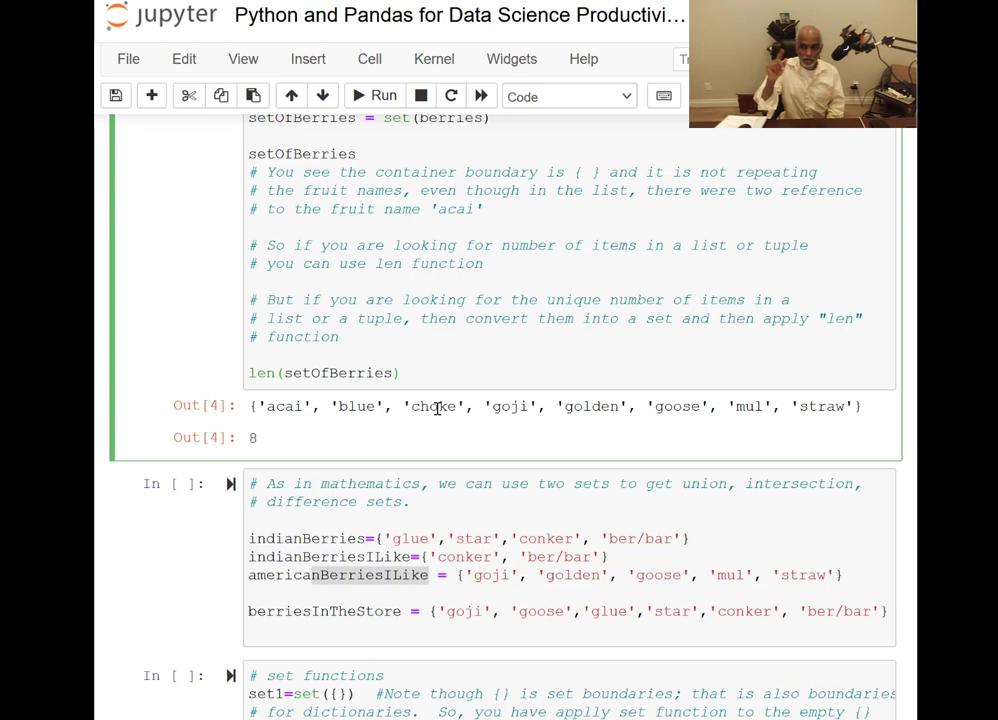 jupyter Python and Pandas for Data Science Productivi...
File Edit View Insert Cell Kernel Widgets Help
Run Code
setOfBerries = set(berries)
setOfBerries
# You see the container boundary is { } and it is not repeating
# the fruit names, even though in the list, there were two reference
# to the fruit name 'acai'
# So if you are looking for number of items in a list or tuple
# you can use len function
# But if you are looking for the unique number of items in a
# list or a tuple, then convert them into a set and then apply "len"
# function
len(setOfBerries)
Out[4]: {'acai', 'blue', 'choke', 'goji', 'golden', 'goose', 'mul', 'straw'}
Out[4]: 8
In [ ]: # As in mathematics, we can use two sets to get union, intersection,
# difference sets.
indianBerries={'glue','star','conker', 'ber/bar'}
indianBerriesILike={'conker', 'ber/bar'}
americanBerriesILike = {'goji', 'golden', 'goose', 'mul', 'straw'}
berriesInTheStore = {'goji', 'goose','glue','star','conker', 'ber/bar'}
In [ ]: # set functions
set1=set({}) #Note though {} is set boundaries; that is also boundaries
# for dictionaries. So, you have applly set function to the empty {}